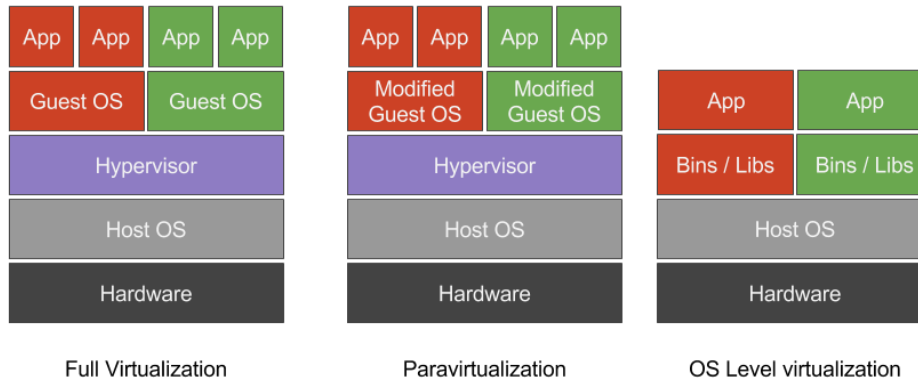 App App App App
Guest OS Guest OS
Hypervisor
Host OS
Hardware
Full Virtualization
App App App App
Modified
Guest OS
Modified
Guest OS
Hypervisor
Host OS
Hardware
Paravirtualization
App App
Bins / Libs Bins / Libs
Host OS
Hardware
OS Level virtualization